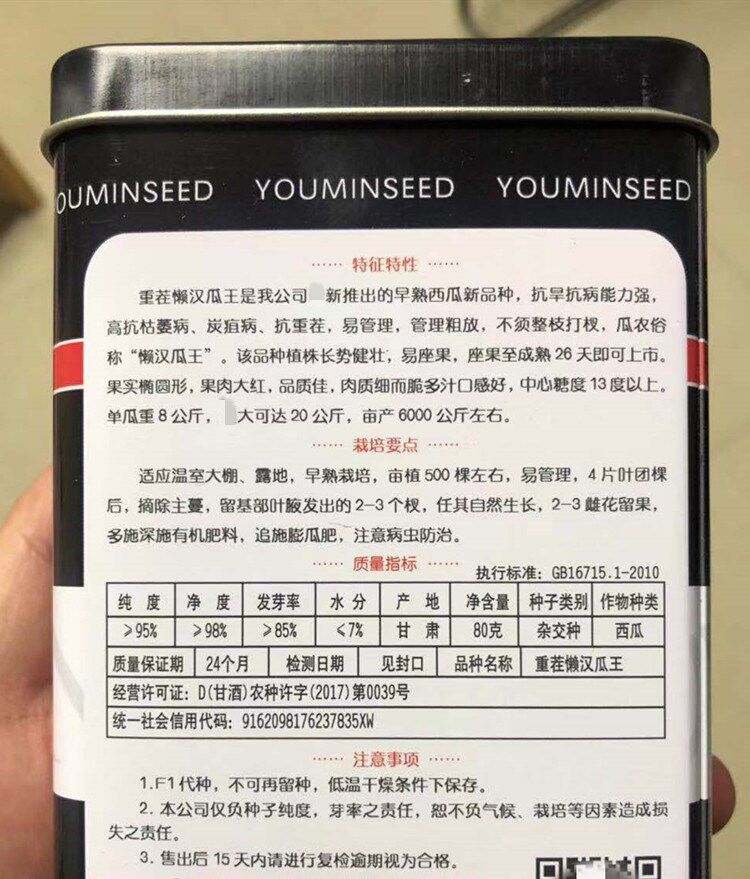 OUMINSEED YOUMINSEED YOUMINSEED
······ 特征特性 ······
重茬懒汉瓜王是我公司 新推出的早熟西瓜新品种，抗旱抗病能力强，
高抗枯萎病、炭疽病、抗重茬，易管理，管理粗放，不须整枝打杈，瓜农俗
称“懒汉瓜王”。该品种植株长势健壮，易座果，座果至成熟26天即可上市。
果实椭圆形，果肉大红，品质佳，肉质细而脆多汁口感好，中心糖度13度以上。
单瓜重8公斤， 大可达20公斤，亩产6000公斤左右。
······ 栽培要点 ······
适应温室大棚、露地，早熟栽培，亩植500棵左右，易管理，4片叶团棵
后，摘除主蔓，留基部叶腋发出的2-3个杈，任其自然生长，2-3雌花留果，
多施深施有机肥料，追施膨瓜肥，注意病虫防治。
······ 质量指标 ······
执行标准：GB16715.1-2010
纯 度 净 度 发芽率 水 分 产 地 净含量 种子类别 作物种类
≥95% ≥98% ≥85% ≤7% 甘 肃 80克 杂交种 西瓜
质量保证期 24个月 检测日期 见封口 品种名称 重茬懒汉瓜王
经营许可证：D(甘酒)农种许字(2017)第0039号
统一社会信用代码：9162098176237835XW
······ 注意事项 ······
1.F1代种，不可再留种，低温干燥条件下保存。
2. 本公司仅负种子纯度，芽率之责任，恕不负气候、栽培等因素造成损
失之责任。
3. 售出后15天内请进行复检逾期视为合格。